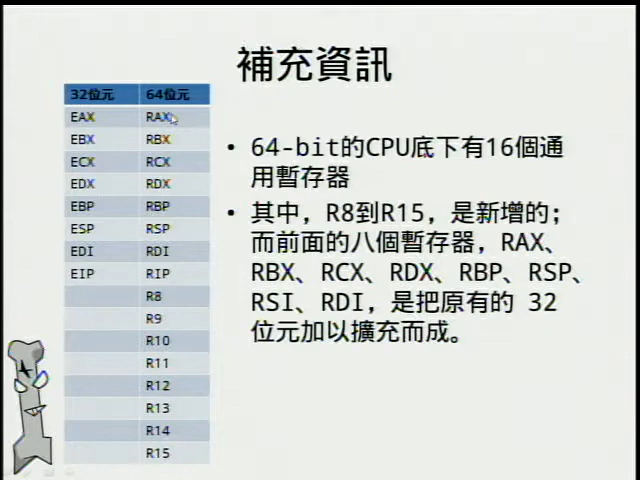 補充資訊
32位元 64位元
EAX RAX
EBX RBX
ECX RCX
EDX RDX
EBP RBP
ESP RSP
EDI RDI
EIP RIP
R8
R9
R10
R11
R12
R13
R14
R15
• 64-bit的CPU底下有16個通
用暫存器
• 其中，R8到R15，是新增的；
而前面的八個暫存器，RAX、
RBX、RCX、RDX、RBP、RSP、
RSI、RDI，是把原有的 32
位元加以擴充而成。